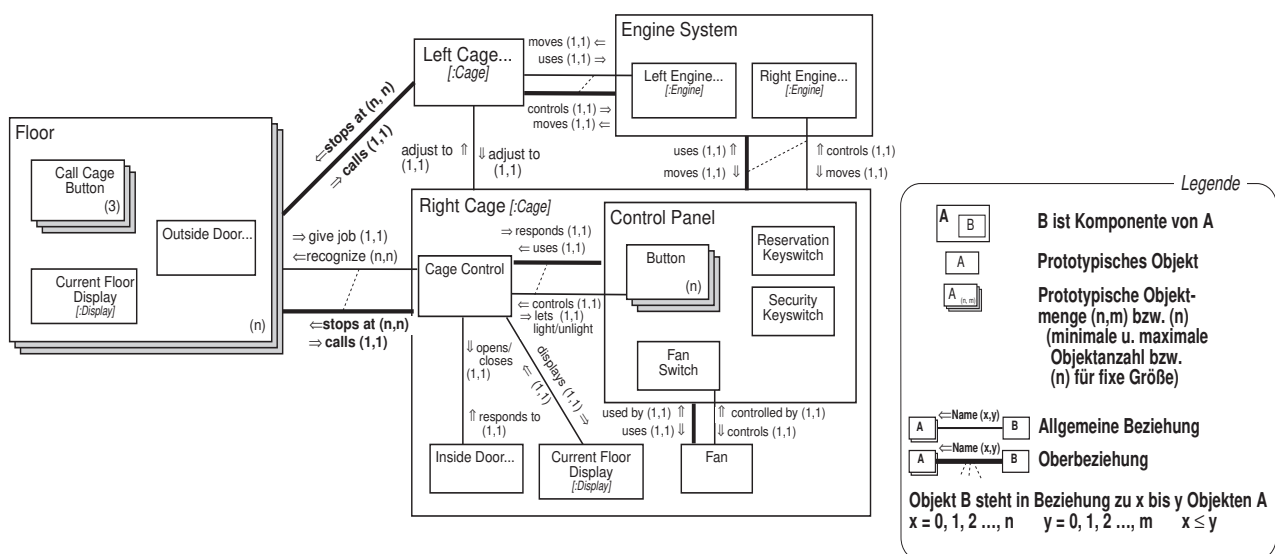 Engine System
Left Engine...
[:Engine]
Right Engine...
[:Engine]
Left Cage...
[:Cage]
moves (1,1) ⇐
uses (1,1) ⇒
controls (1,1) ⇒
moves (1,1) ⇐
Floor
Call Cage
Button
(3)
Outside Door...
Current Floor
Display
[:Display]
(n)
⇐stops at (n, n)
⇒ calls (1,1)
adjust to ⇑
(1,1)
⇓ adjust to
(1,1)
uses (1,1) ⇑
moves (1,1) ⇓
⇑ controls (1,1)
⇓ moves (1,1)
⇒ give job (1,1)
⇐recognize (n,n)
⇐stops at (n,n)
⇒ calls (1,1)
Right Cage [:Cage]
Cage Control
⇒ responds (1,1)
⇐ uses (1,1)
⇐ controls (1,1)
⇒ lets (1,1)
light/unlight
Control Panel
Button
(n)
Reservation
Keyswitch
Security
Keyswitch
Fan
Switch
⇓ opens/
closes
(1,1)
⇑ responds to
(1,1)
displays (1,1) ⇒
⇐ (1,1)
used by (1,1) ⇑
uses (1,1) ⇓
⇑ controlled by (1,1)
⇓ controls (1,1)
Inside Door...
Current Floor
Display
[:Display]
Fan
Legende
A
B
B ist Komponente von A
A
Prototypisches Objekt
A
(n, m)
Prototypische Objekt-
menge (n,m) bzw. (n)
(minimale u. maximale
Objektanzahl bzw.
(n) für fixe Größe)
A
⇐Name (x,y)
B
Allgemeine Beziehung
A
⇐Name (x,y)
B
Oberbeziehung
Objekt B steht in Beziehung zu x bis y Objekten A
x = 0, 1, 2 ..., n y = 0, 1, 2 ..., m x ≤ y